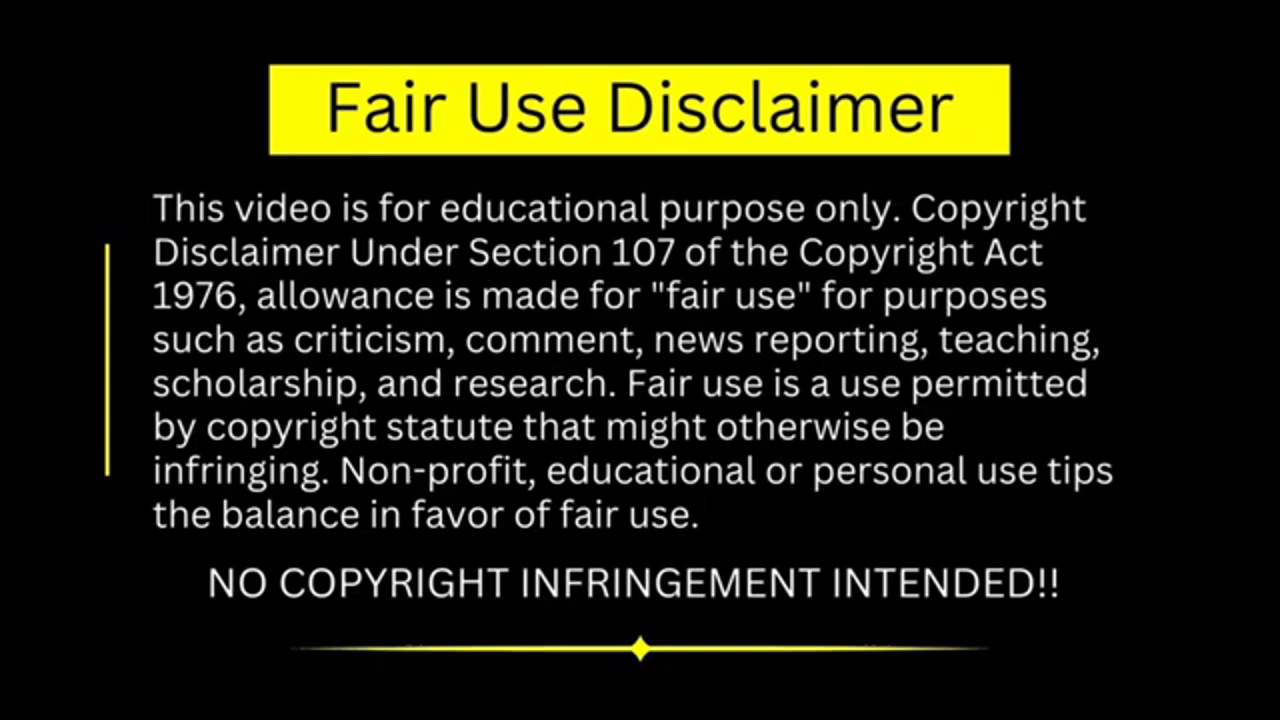 Fair Use Disclaimer
This video is for educational purpose only. Copyright
Disclaimer Under Section 107 of the Copyright Act
1976, allowance is made for "fair use" for purposes
such as criticism, comment, news reporting, teaching,
scholarship, and research. Fair use is a use permitted
by copyright statute that might otherwise be
infringing. Non-profit, educational or personal use tips
the balance in favor of fair use.
NO COPYRIGHT INFRINGEMENT INTENDED!!